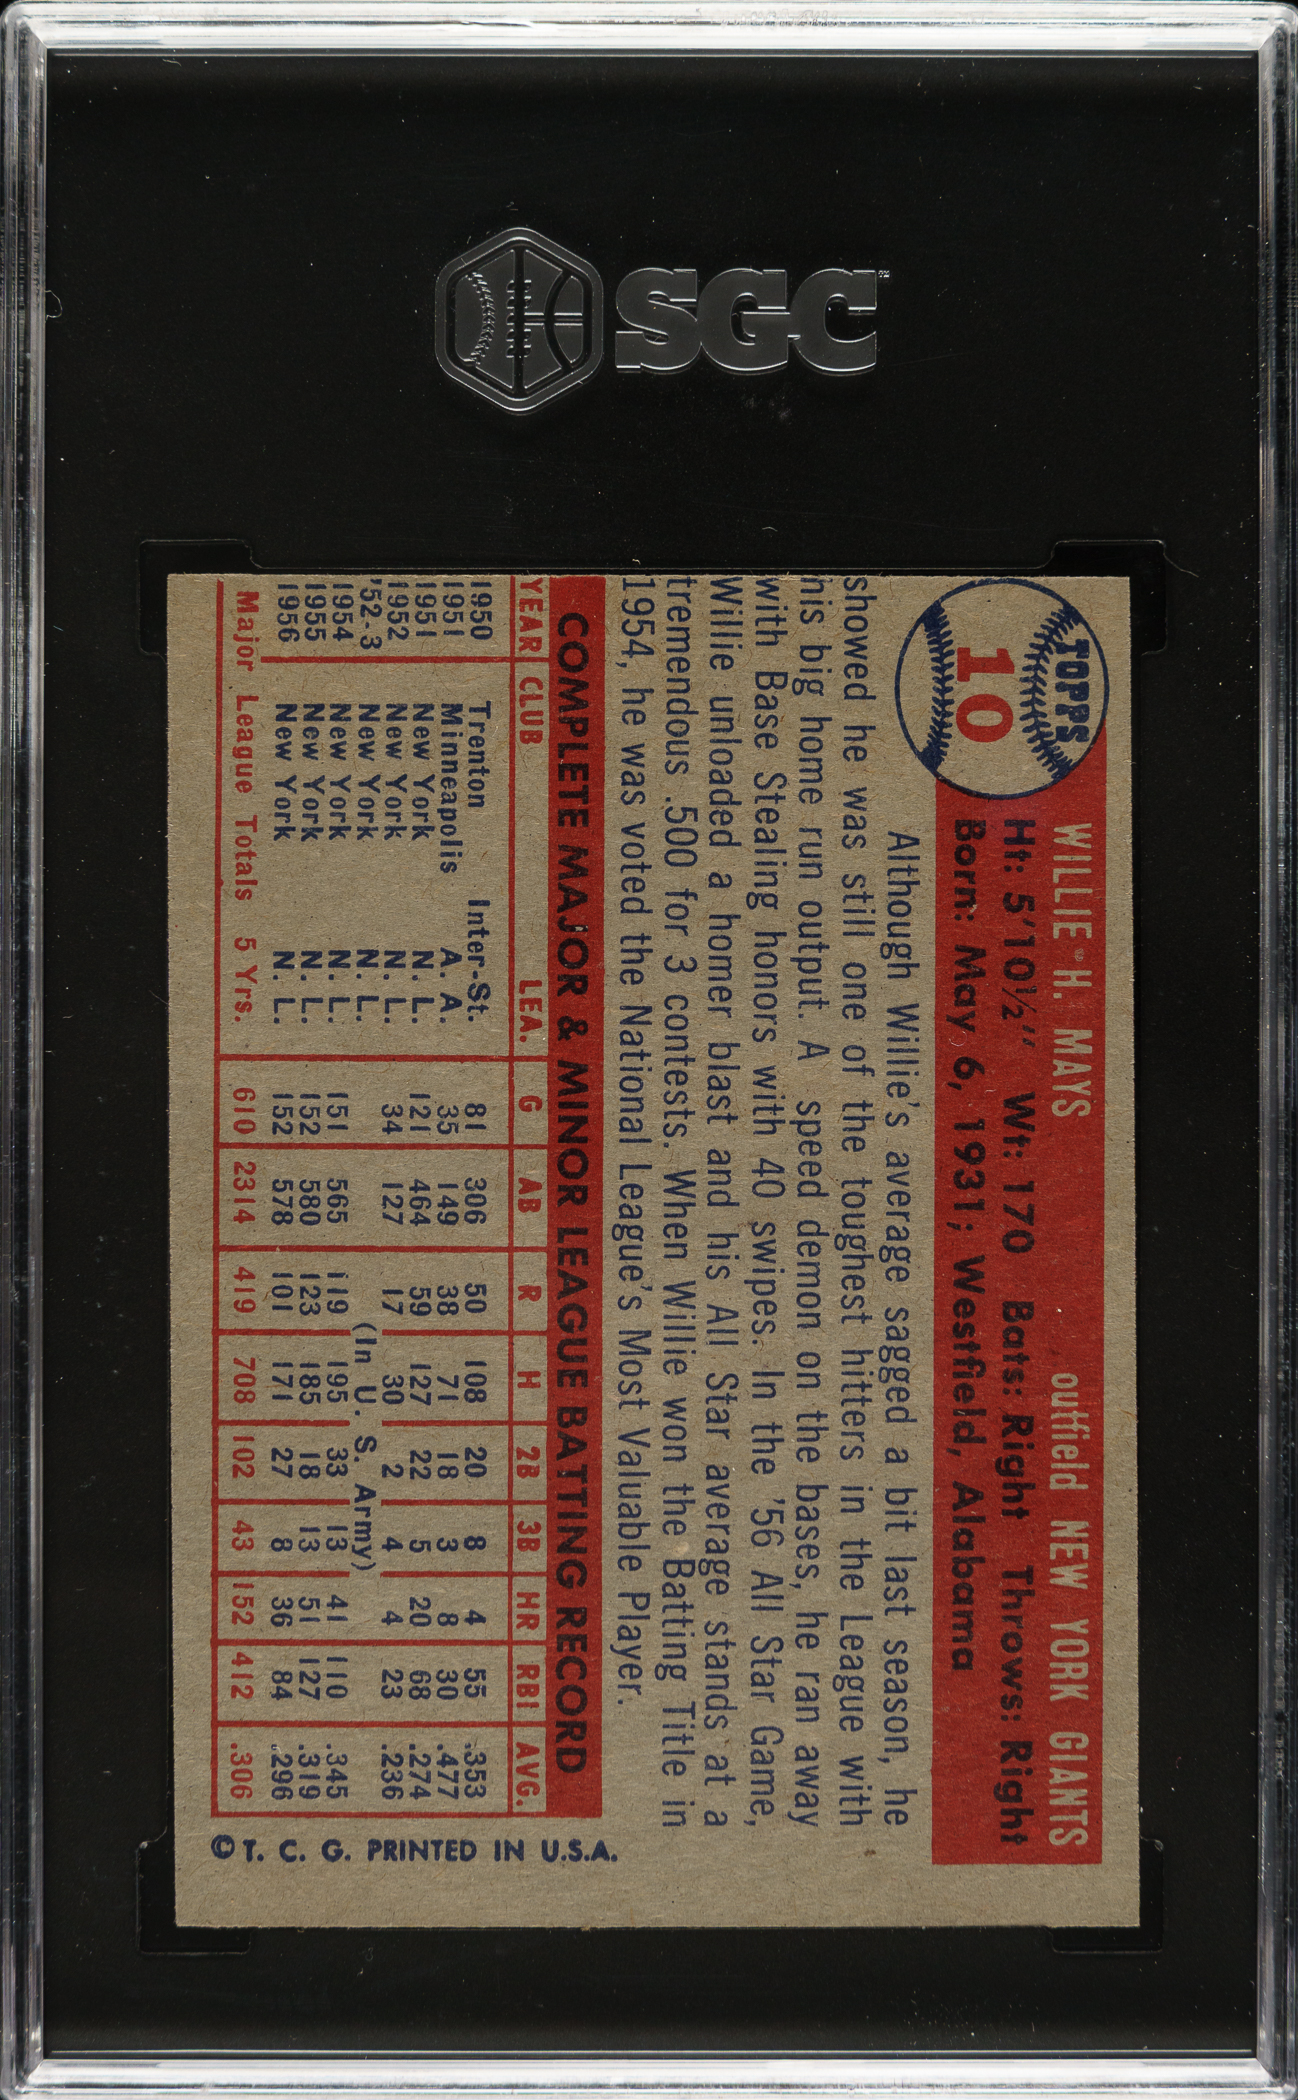 SGC
TOPPS
10
WILLIE H. MAYS outfield NEW YORK GIANTS
Ht: 5'10½" Wt: 170 Bats: Right Throws: Right
Born: May 6, 1931; Westfield, Alabama
Although Willie's average sagged a bit last season, he
showed he was still one of the toughest hitters in the League with
his big home run output. A speed demon on the bases, he ran away
with Base Stealing honors with 40 swipes. In the '56 All Star Game,
Willie unloaded a homer blast and his All Star average stands at a
tremendous .500 for 3 contests. When Willie won the Batting Title in
1954, he was voted the National League's Most Valuable Player.
COMPLETE MAJOR & MINOR LEAGUE BATTING RECORD
YEAR CLUB LEA. G AB R H 2B 3B HR RBI AVG.
1950 Trenton Inter-St. 81 306 50 108 20 8 4 55 .353
1951 Minneapolis A. A. 35 149 38 71 18 3 8 30 .477
1951 New York N. L. 121 464 59 127 22 5 20 68 .274
1952 New York N. L. 34 127 17 30 2 4 4 23 .236
'52-3 New York N. L. (In U. S. Army)
1954 New York N. L. 151 565 119 195 33 13 41 110 .345
1955 New York N. L. 152 580 123 185 18 13 51 127 .319
1956 New York N. L. 152 578 101 171 27 8 36 84 .296
Major League Totals 5 Yrs. 610 2314 419 708 102 43 152 412 .306
© T. C. G. PRINTED IN U.S.A.